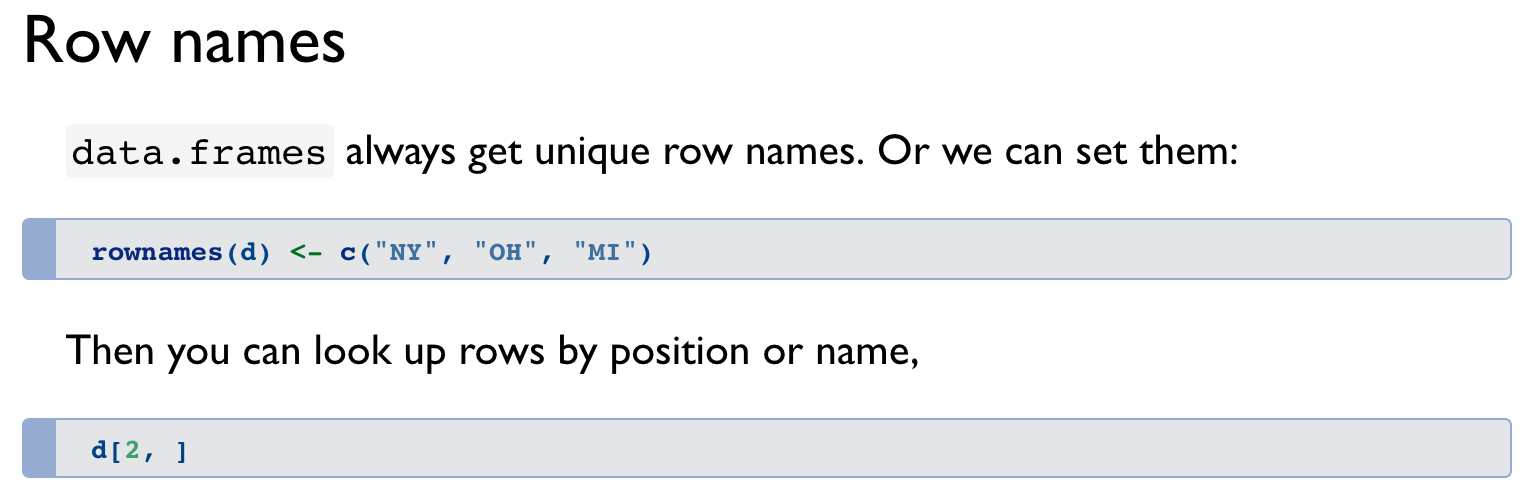 Row names
data.frames always get unique row names. Or we can set them:
rownames(d) <- c("NY", "OH", "MI")
Then you can look up rows by position or name,
d[2, ]